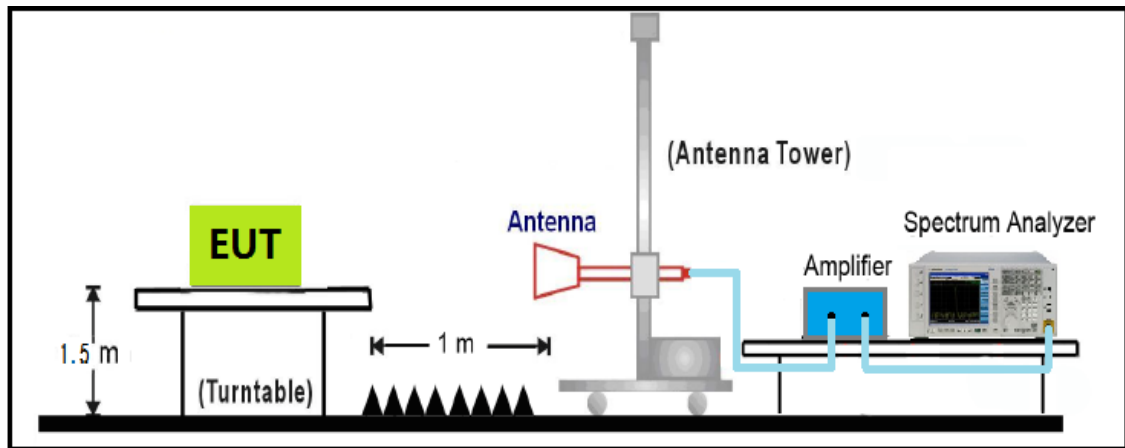 (Antenna Tower)
Antenna
Spectrum Analyzer
EUT
Amplifier
1.5 m
1 m
(Turntable)